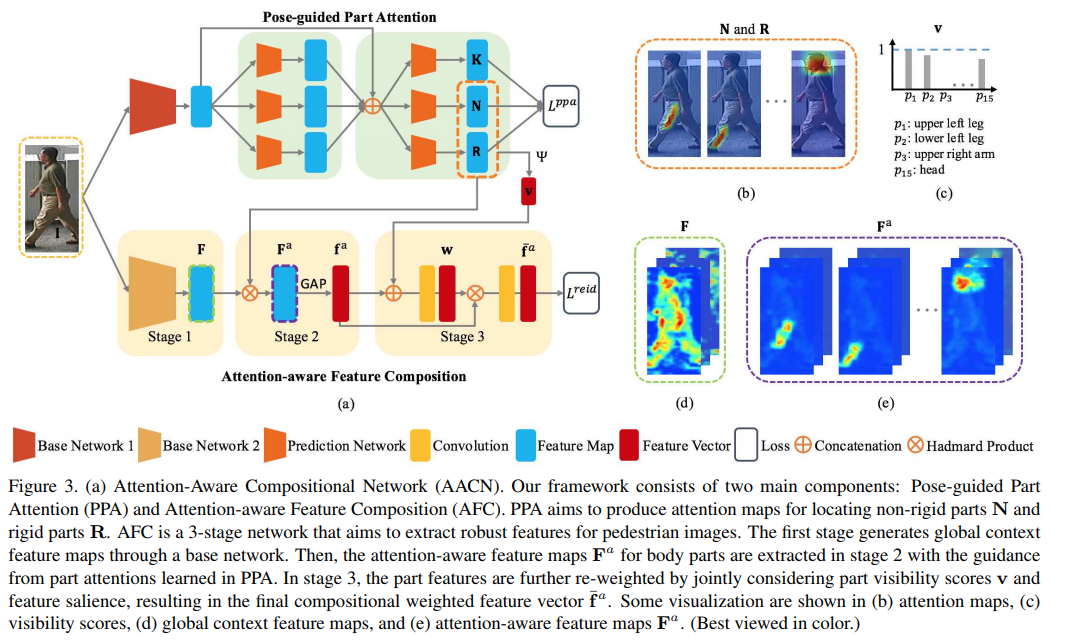 Pose-guided Part Attention
K
N
R
L^{ppa}
Ψ
v
I
F
F^a
f^a
w
\bar{f}^a
GAP
L^{reid}
Stage 1
Stage 2
Stage 3
Attention-aware Feature Composition
(a)
N and R
...
(b)
v
1
...
p_1 p_2 p_3 p_{15}
p_1: upper left leg
p_2: lower left leg
p_3: upper right arm
p_{15}: head
(c)
F
(d)
F^a
...
(e)
Base Network 1 Base Network 2 Prediction Network Convolution Feature Map Feature Vector Loss Concatenation Hadmard Product
Figure 3. (a) Attention-Aware Compositional Network (AACN). Our framework consists of two main components: Pose-guided Part
Attention (PPA) and Attention-aware Feature Composition (AFC). PPA aims to produce attention maps for locating non-rigid parts N and
rigid parts R. AFC is a 3-stage network that aims to extract robust features for pedestrian images. The first stage generates global context
feature maps through a base network. Then, the attention-aware feature maps F^a for body parts are extracted in stage 2 with the guidance
from part attentions learned in PPA. In stage 3, the part features are further re-weighted by jointly considering part visibility scores v and
feature salience, resulting in the final compositional weighted feature vector \bar{f}^a. Some visualization are shown in (b) attention maps, (c)
visibility scores, (d) global context feature maps, and (e) attention-aware feature maps F^a. (Best viewed in color.)